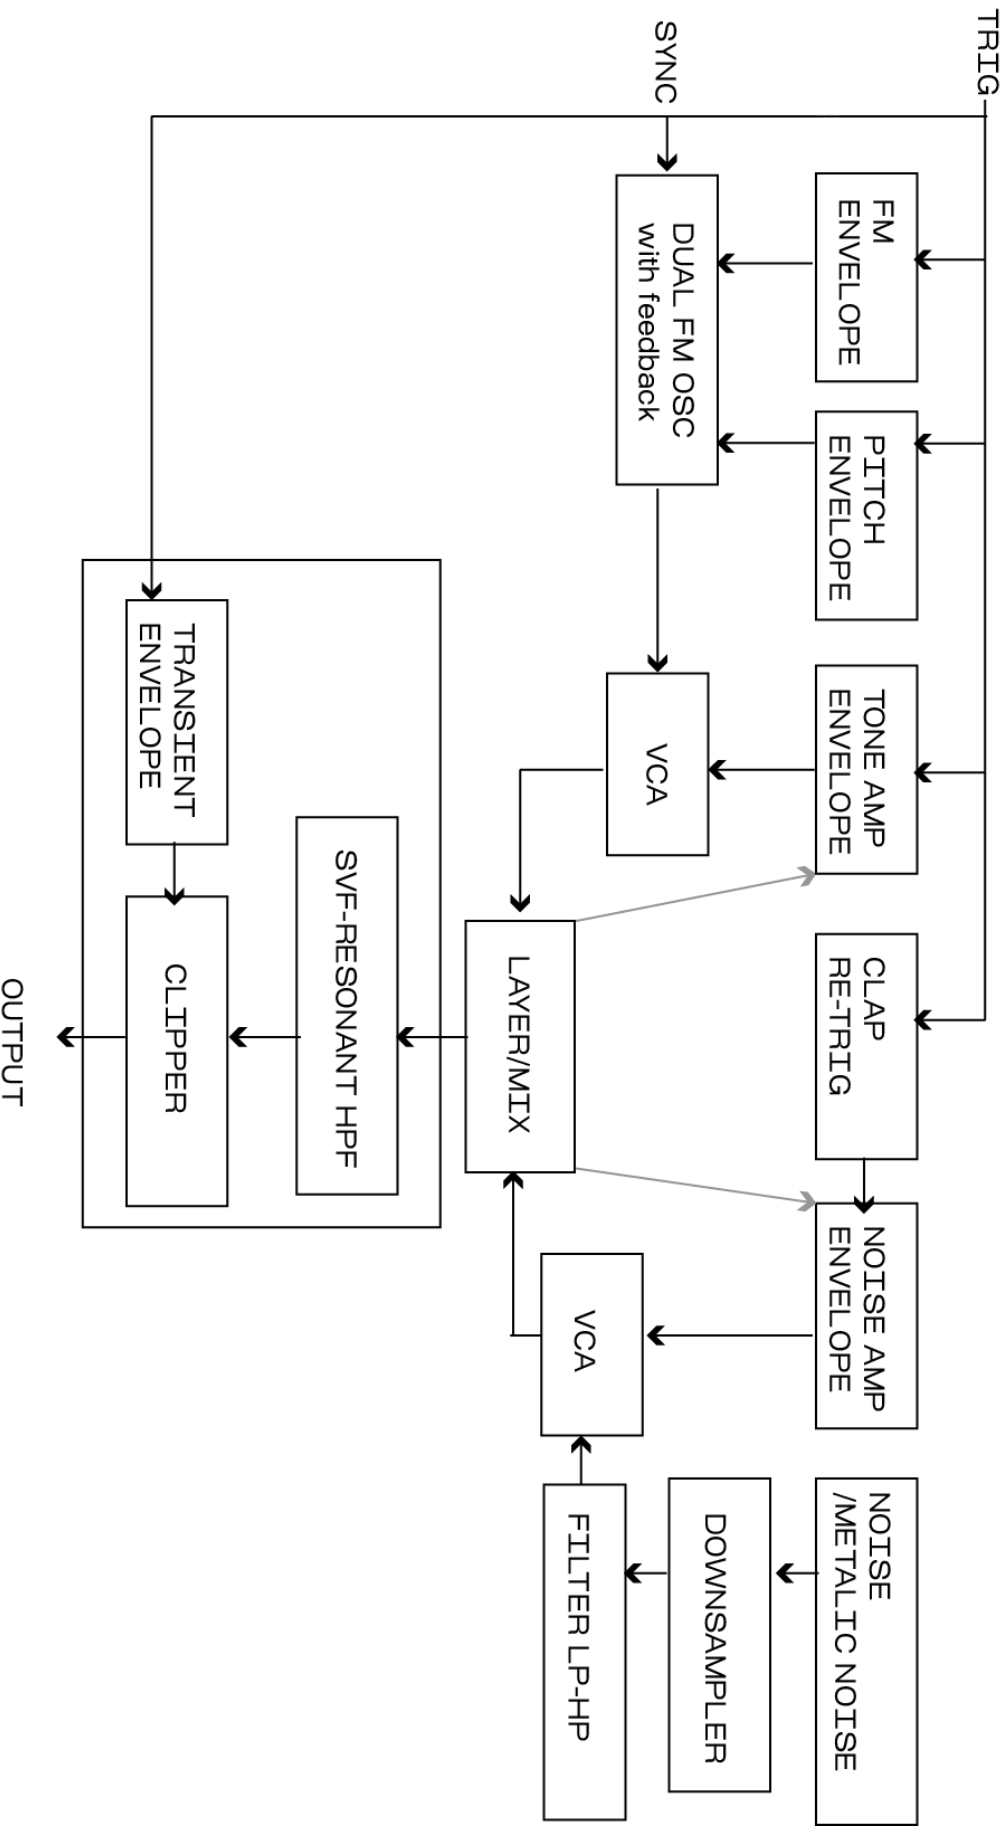 TRIG
FM
ENVELOPE
PITCH
ENVELOPE
TONE AMP
ENVELOPE
CLAP
RE-TRIG
NOISE AMP
ENVELOPE
NOISE
/METALIC NOISE
SYNC
DUAL FM OSC
with feedback
VCA
DOWNSAMPLER
VCA
FILTER LP-HP
LAYER/MIX
SVF-RESONANT HPF
TRANSIENT
ENVELOPE
CLIPPER
OUTPUT